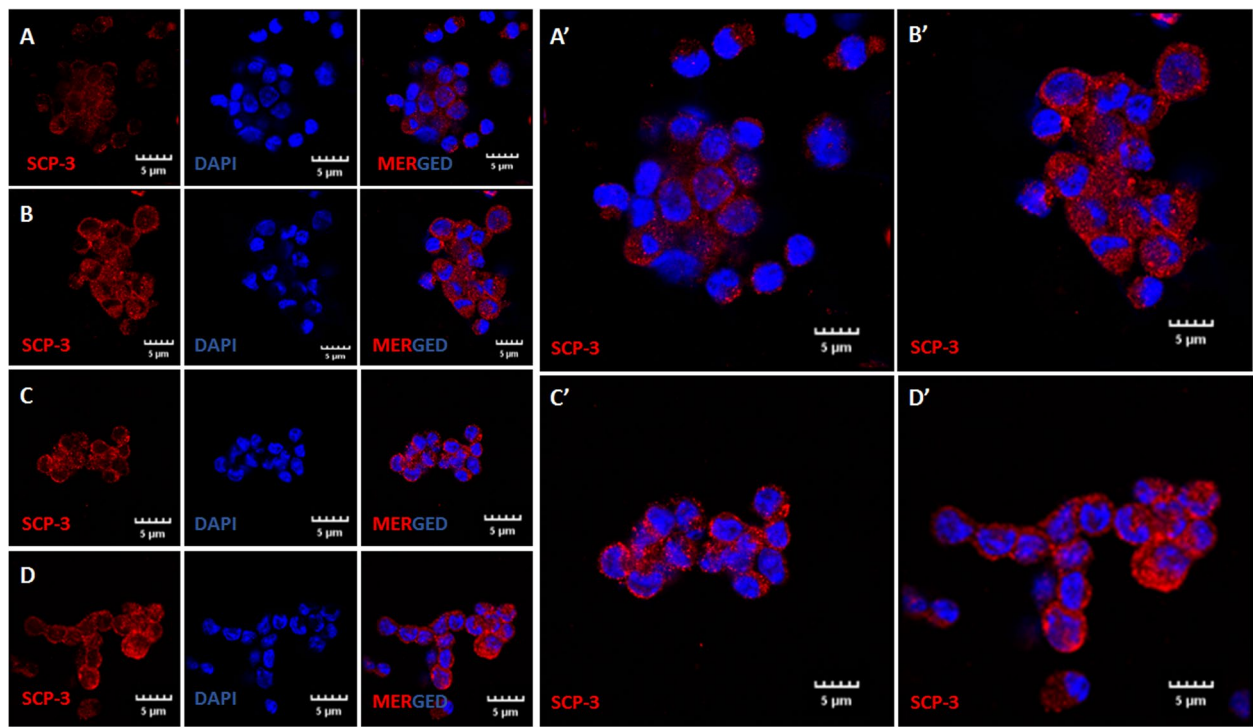 A
SCP-3
5 µm
DAPI
5 µm
MERGED
5 µm
B
SCP-3
5 µm
DAPI
5 µm
MERGED
5 µm
C
SCP-3
5 µm
DAPI
5 µm
MERGED
5 µm
D
SCP-3
5 µm
DAPI
5 µm
MERGED
5 µm
A’
SCP-3
5 µm
B’
SCP-3
5 µm
C’
SCP-3
5 µm
D’
SCP-3
5 µm